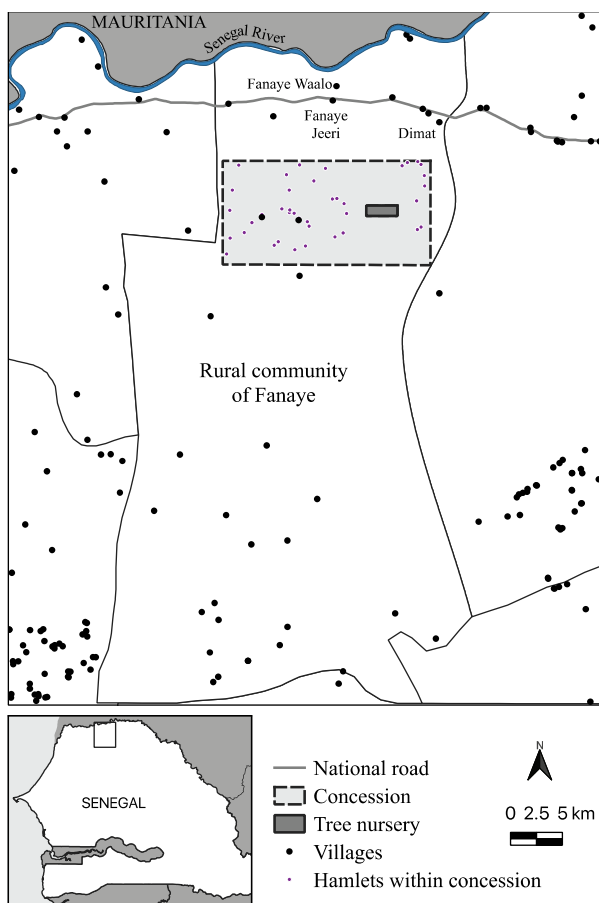 MAURITANIA
Senegal River
Fanaye Waalo
Fanaye
Jeeri
Dimat
Rural community
of Fanaye
SENEGAL
National road
Concession
Tree nursery
Villages
Hamlets within concession
N
0 2.5 5 km